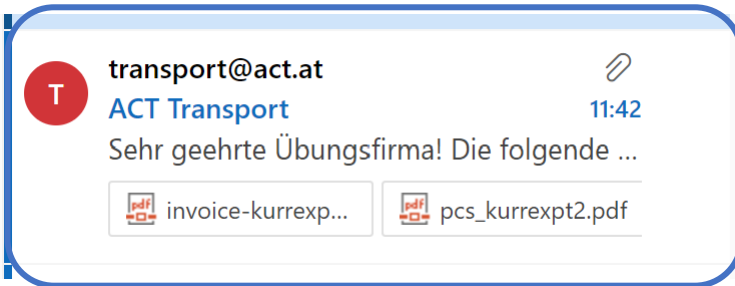 transport@act.at
T
ACT Transport 11:42
Sehr geehrte Übungsfirma! Die folgende ...
pdf invoice-kurrexp... pdf pcs_kurrexpt2.pdf